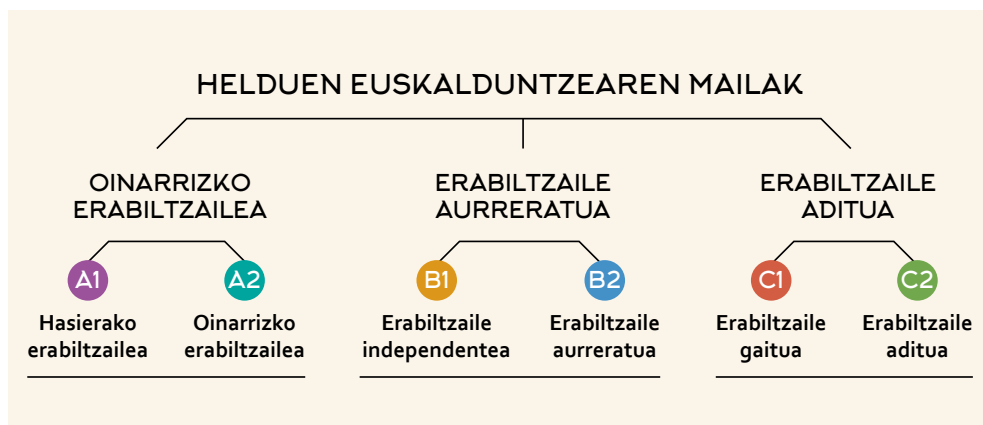 HELDUEN EUSKALDUNTZEAREN MAILAK
OINARRIZKO
ERABILTZAILEA
A1
Hasierako
erabiltzailea
A2
Oinarrizko
erabiltzailea
ERABILTZAILE
AURRERATUA
B1
Erabiltzaile
independentea
B2
Erabiltzaile
aurreratua
ERABILTZAILE
ADITUA
C1
Erabiltzaile
gaitua
C2
Erabiltzaile
aditua